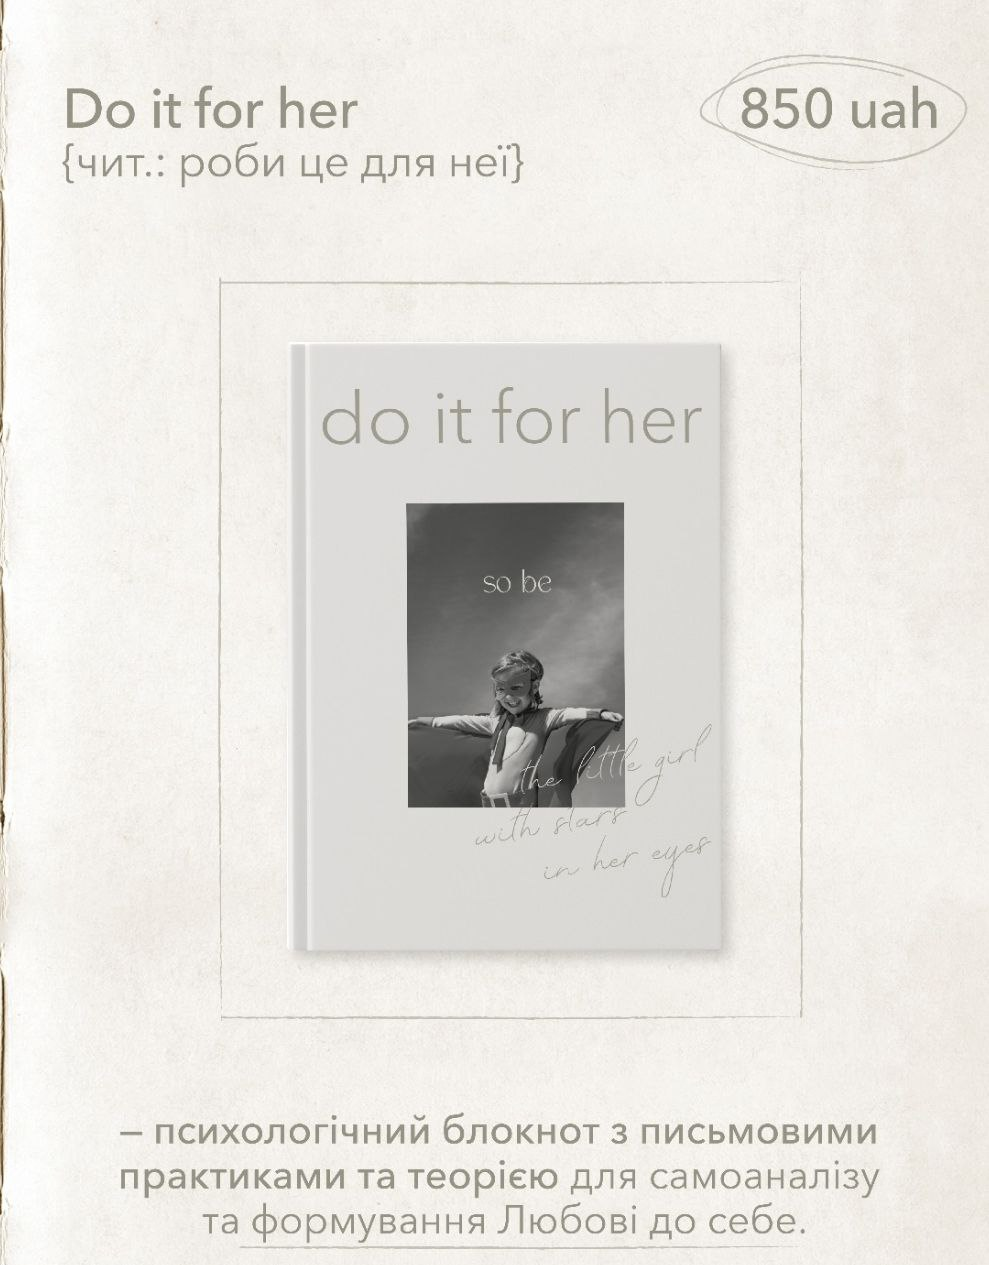 Do it for her
850 uah
{чит.: роби це для неї}
do it for her
so be
the little girl
with stars
in her eyes
— психологічний блокнот з письмовими
практиками та теорією для самоаналізу
та формування Любові до себе.